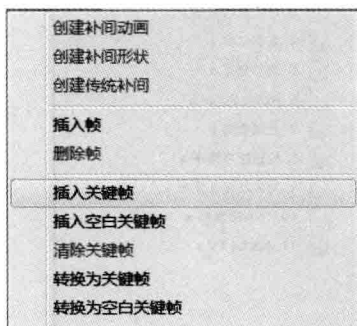 创建补间动画
创建补间形状
创建传统补间
插入帧
删除帧
插入关键帧
插入空白关键帧
清除关键帧
转换为关键帧
转换为空白关键帧